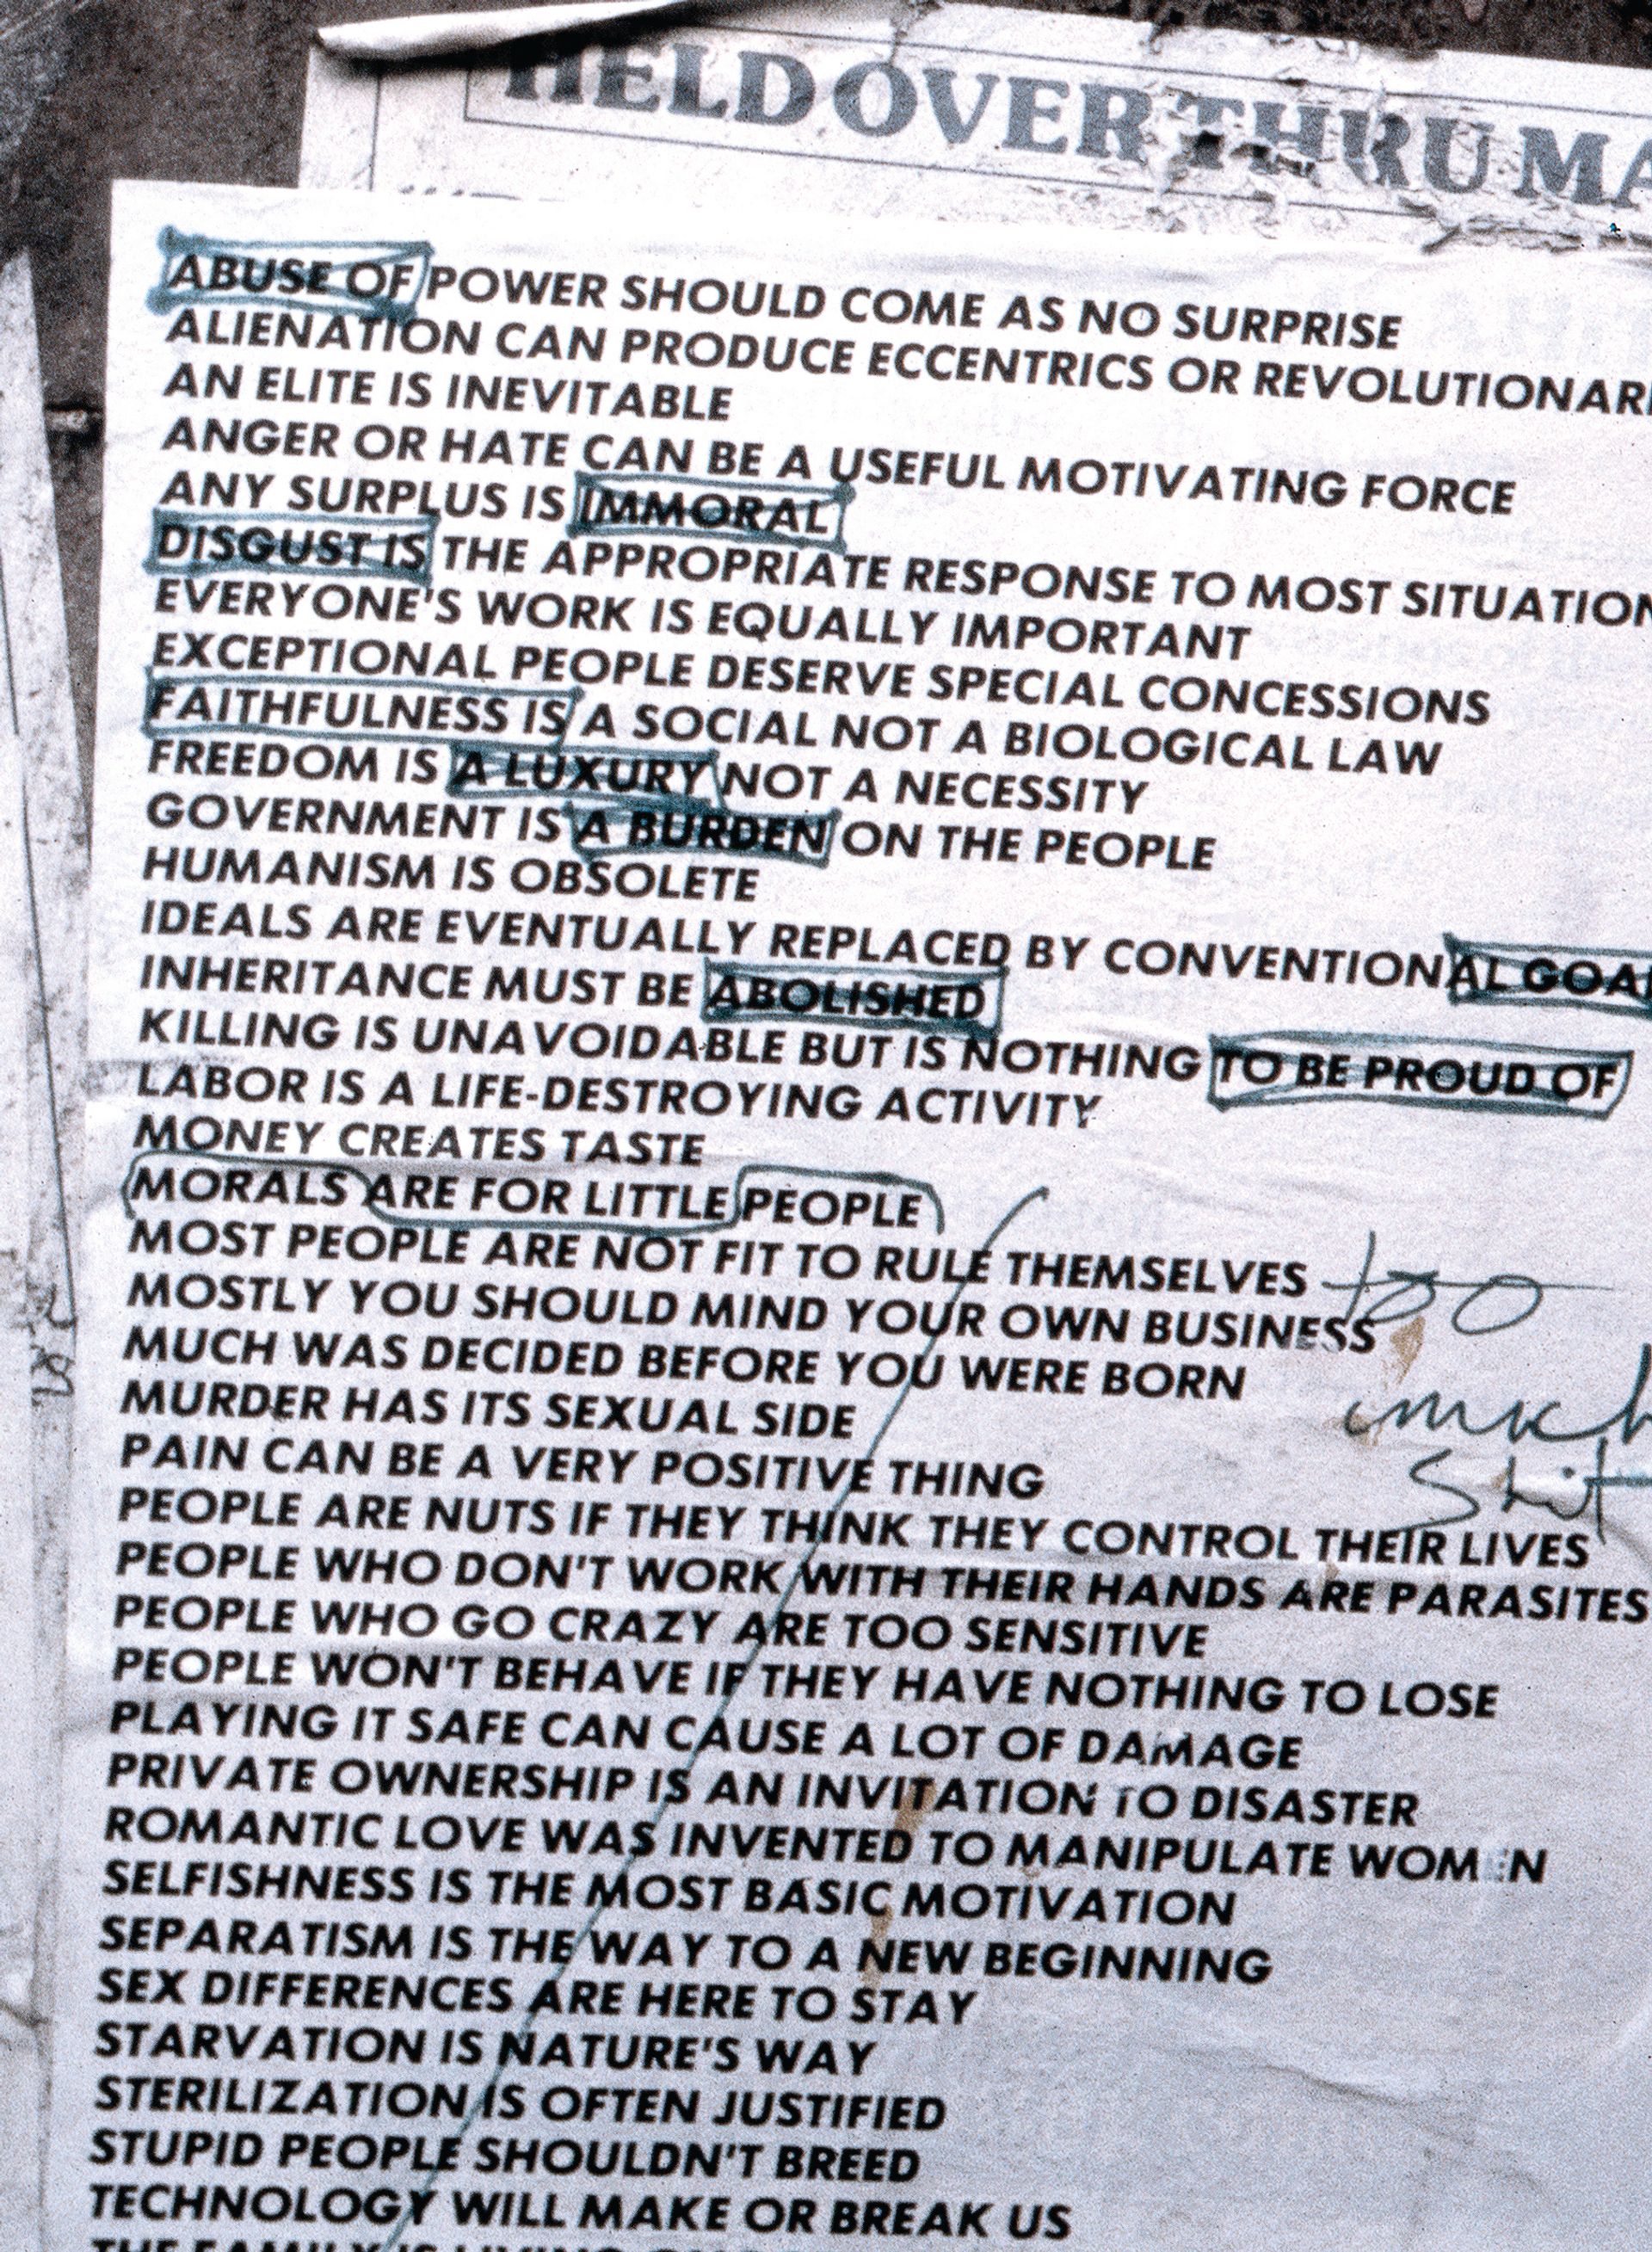 HELD OVER THRU MA
ABUSE OF POWER SHOULD COME AS NO SURPRISE
ALIENATION CAN PRODUCE ECCENTRICS OR REVOLUTIONAR
AN ELITE IS INEVITABLE
ANGER OR HATE CAN BE A USEFUL MOTIVATING FORCE
ANY SURPLUS IS IMMORAL
DISGUST IS THE APPROPRIATE RESPONSE TO MOST SITUATION
EVERYONE'S WORK IS EQUALLY IMPORTANT
EXCEPTIONAL PEOPLE DESERVE SPECIAL CONCESSIONS
FAITHFULNESS IS A SOCIAL NOT A BIOLOGICAL LAW
FREEDOM IS A LUXURY NOT A NECESSITY
GOVERNMENT IS A BURDEN ON THE PEOPLE
HUMANISM IS OBSOLETE
IDEALS ARE EVENTUALLY REPLACED BY CONVENTIONAL GOA
INHERITANCE MUST BE ABOLISHED
KILLING IS UNAVOIDABLE BUT IS NOTHING TO BE PROUD OF
LABOR IS A LIFE-DESTROYING ACTIVITY
MONEY CREATES TASTE
MORALS ARE FOR LITTLE PEOPLE
MOST PEOPLE ARE NOT FIT TO RULE THEMSELVES
too
MOSTLY YOU SHOULD MIND YOUR OWN BUSINESS
MUCH WAS DECIDED BEFORE YOU WERE BORN
much
MURDER HAS ITS SEXUAL SIDE
PAIN CAN BE A VERY POSITIVE THING
Shit
PEOPLE ARE NUTS IF THEY THINK THEY CONTROL THEIR LIVES
PEOPLE WHO DON'T WORK WITH THEIR HANDS ARE PARASITES
PEOPLE WHO GO CRAZY ARE TOO SENSITIVE
PEOPLE WON'T BEHAVE IF THEY HAVE NOTHING TO LOSE
PLAYING IT SAFE CAN CAUSE A LOT OF DAMAGE
PRIVATE OWNERSHIP IS AN INVITATION TO DISASTER
ROMANTIC LOVE WAS INVENTED TO MANIPULATE WOMEN
SELFISHNESS IS THE MOST BASIC MOTIVATION
SEPARATISM IS THE WAY TO A NEW BEGINNING
SEX DIFFERENCES ARE HERE TO STAY
STARVATION IS NATURE'S WAY
STERILIZATION IS OFTEN JUSTIFIED
STUPID PEOPLE SHOULDN'T BREED
TECHNOLOGY WILL MAKE OR BREAK US
THE FAMILY IS LIVING